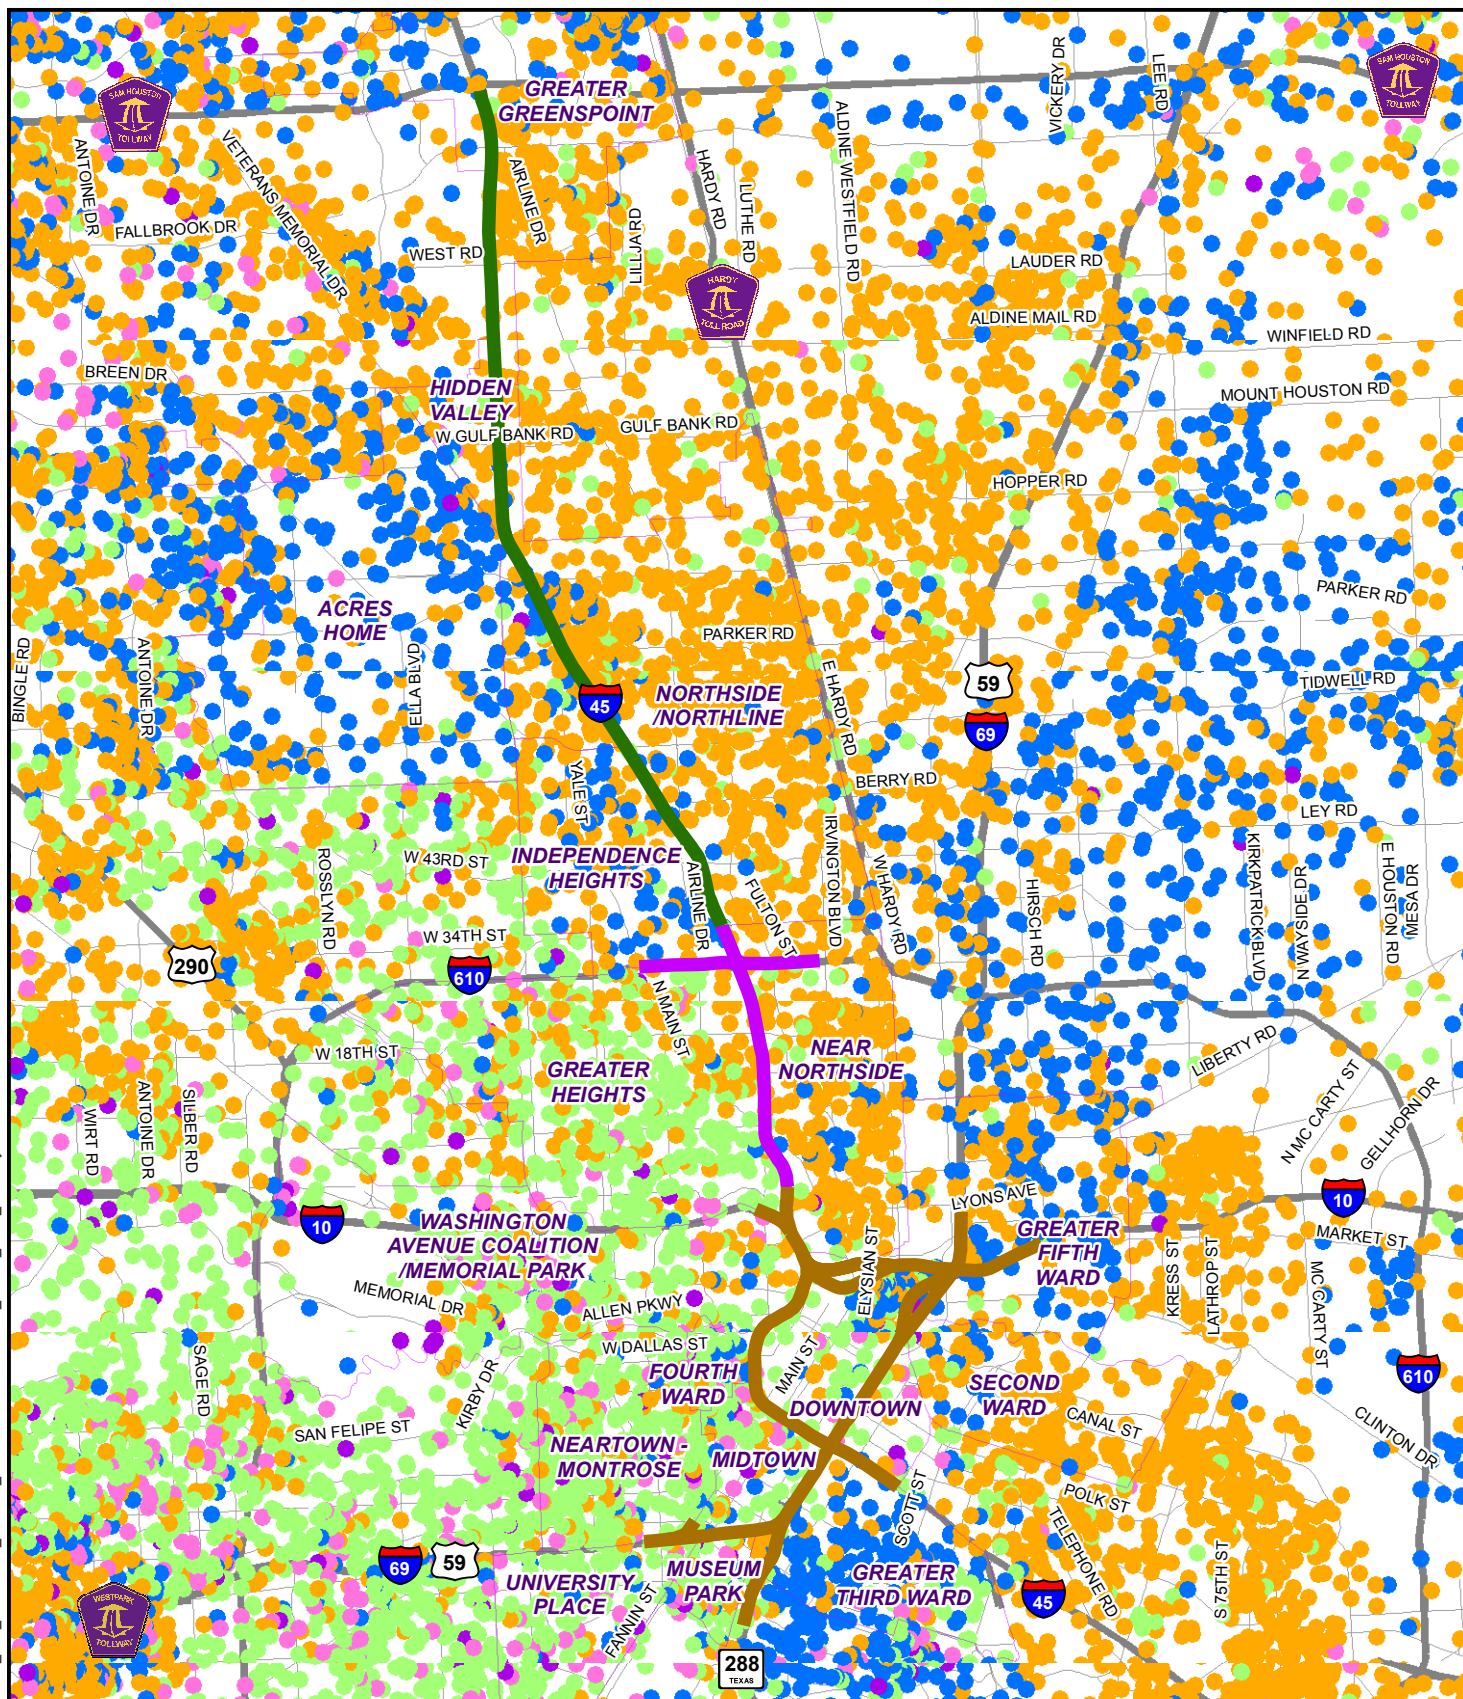 SAM HOUSTON
TOLLWAY
GREATER
GREENSPOINT
VICKERY DR
LEE RD
SAM HOUSTON
TOLLWAY
ANTOINE DR
VETERANS MEMORIAL DR
AIRLINE DR
HARDY RD
LUTHE RD
ALDINE WESTFIELD RD
FALLBROOK DR
WEST RD
LILLJA RD
LAUDER RD
HARDY
TOLL ROAD
ALDINE MAIL RD
WINFIELD RD
BREEN DR
HIDDEN
VALLEY
MOUNT HOUSTON RD
W GULF BANK RD
GULF BANK RD
HOPPER RD
PARKER RD
ACRES
HOME
PARKER RD
BINGLE RD
ANTOINE DR
ELLA BLVD
E HARDY RD
59
TIDWELL RD
45
NORTHSIDE
/NORTHLINE
69
YALE ST
BERRY RD
LEY RD
ROSSLYN RD
W 43RD ST
INDEPENDENCE
HEIGHTS
AIRLINE DR
FULTON ST
IRVINGTON BLVD
W HARDY RD
HIRSCH RD
KIRKPATRICK BLVD
N WAYSIDE DR
E HOUSTON RD
MESA DR
W 34TH ST
290
610
N MAIN ST
W 18TH ST
NEAR
NORTHSIDE
LIBERTY RD
GREATER
HEIGHTS
WIRT RD
ANTOINE DR
SILBER RD
N MC CARTY ST
GELLHORN DR
LYONS AVE
10
10
WASHINGTON
AVENUE COALITION
/MEMORIAL PARK
GREATER
FIFTH
WARD
MARKET ST
ELYSIAN ST
KRESS ST
LATHROP ST
MC CARTY ST
MEMORIAL DR
ALLEN PKWY
W DALLAS ST
SAGE RD
KIRBY DR
FOURTH
WARD
MAIN ST
610
DOWNTOWN
SECOND
WARD
SAN FELIPE ST
CANAL ST
CLINTON DR
NEARTOWN -
MONTROSE
MIDTOWN
SCOTT ST
POLK ST
TELEPHONE RD
69
59
UNIVERSITY
PLACE
MUSEUM
PARK
GREATER
THIRD WARD
S 75TH ST
45
WESTPARK
TOLLWAY
FANNIN ST
288
TEXAS